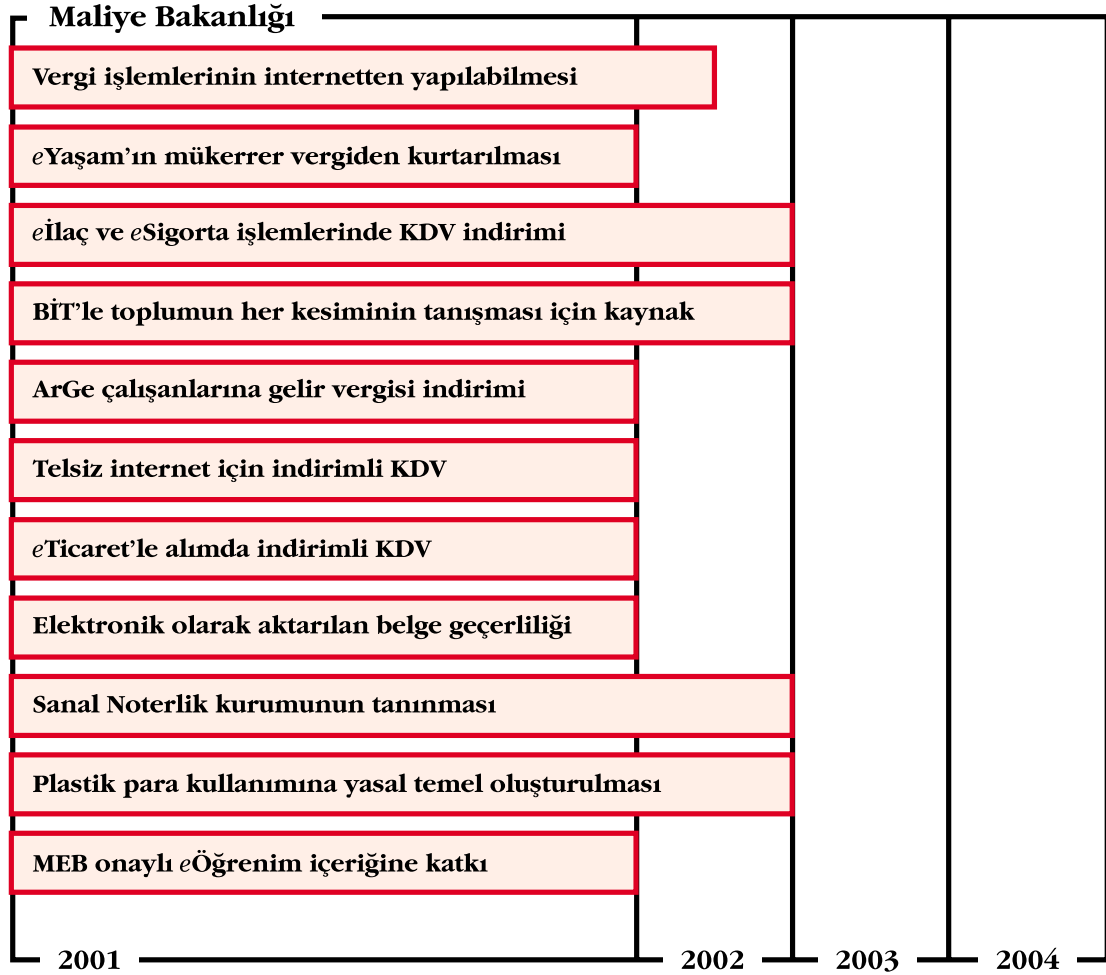 Maliye Bakanlığı
Vergi işlemlerinin internetten yapılabilmesi
eYaşam’ın mükerrer vergiden kurtarılması
eİlaç ve eSigorta işlemlerinde KDV indirimi
BİT’le toplumun her kesiminin tanışması için kaynak
ArGe çalışanlarına gelir vergisi indirimi
Telsiz internet için indirimli KDV
eTicaret’le alımda indirimli KDV
Elektronik olarak aktarılan belge geçerliliği
Sanal Noterlik kurumunun tanınması
Plastik para kullanımına yasal temel oluşturulması
MEB onaylı eÖğrenim içeriğine katkı
2001 2002 2003 2004